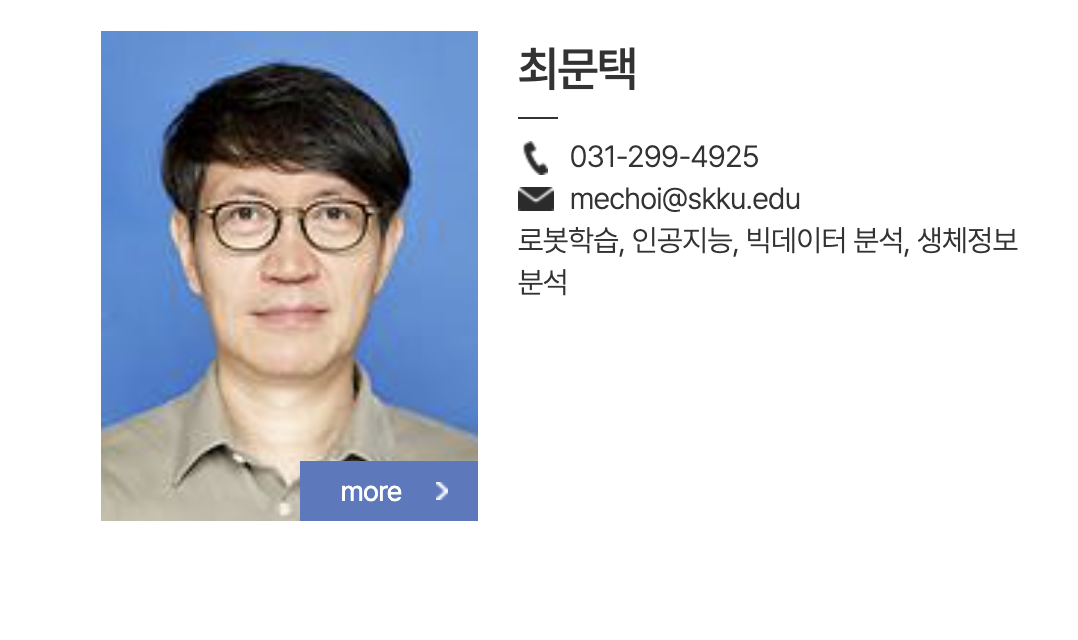 최문택
031-299-4925
mechoi@skku.edu
로봇학습, 인공지능, 빅데이터 분석, 생체정보
분석
more